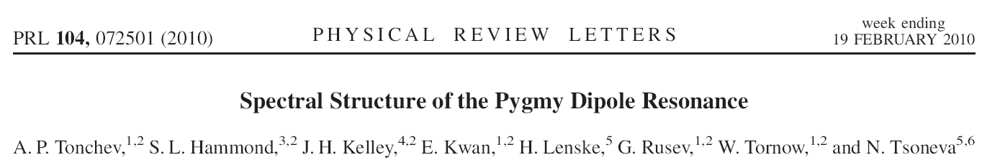 PRL 104, 072501 (2010) PHYSICAL REVIEW LETTERS week ending 19 FEBRUARY 2010
Spectral Structure of the Pygmy Dipole Resonance
A. P. Tonchev,1,2 S. L. Hammond,3,2 J. H. Kelley,4,2 E. Kwan,1,2 H. Lenske,5 G. Rusev,1,2 W. Tornow,1,2 and N. Tsoneva5,6